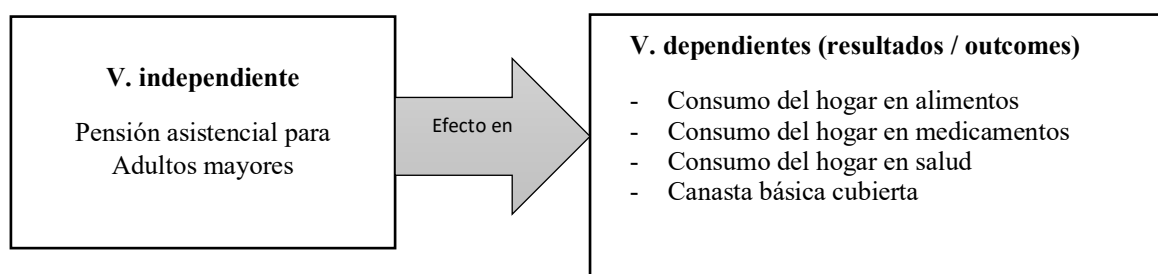 V. independiente
Pensión asistencial para
Adultos mayores
Efecto en
V. dependientes (resultados / outcomes)
- Consumo del hogar en alimentos
- Consumo del hogar en medicamentos
- Consumo del hogar en salud
- Canasta básica cubierta